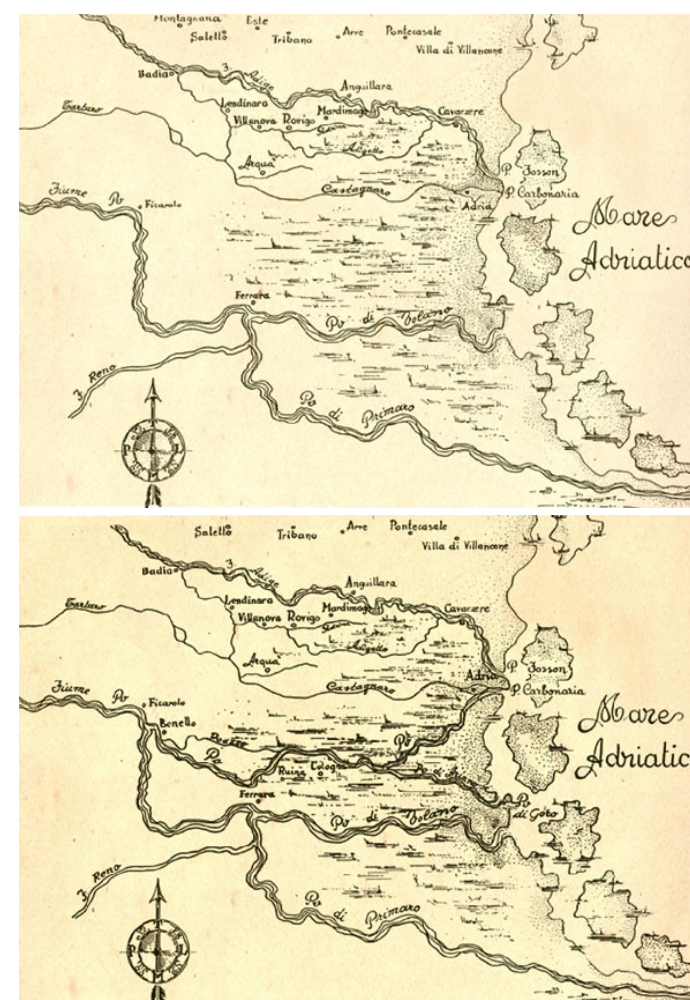 Montagnana
Este
Saletto
Tribano
Arre
Pontecasale
Villa di Villancone
Badia
F. Adige
Anguillara
Lendinara
Mardimago
Cavarzere
Villanova
Rovigo
Tartaro
Adigetto
Arquà
P. Fosson
Castagnaro
P. Carbonaria
Adria
Fiume Po
Ficarolo
Mare
Adriatico
Ferrara
Po di Volano
F. Reno
Po di Primaro
Saletto
Tribano
Arre
Pontecasale
Villa di Villancone
Badia
F. Adige
Anguillara
Lendinara
Mardimago
Cavarzere
Villanova
Rovigo
Tartaro
Adigetto
Arquà
Adria
P. Fosson
Castagnaro
P. Carbonaria
Fiume Po
Ficarolo
Bonello
Mare
Adriatico
Po
Po
Ruina
Cologna
Ferrara
Po
di Goro
Po di Volano
F. Reno
Po di Primaro